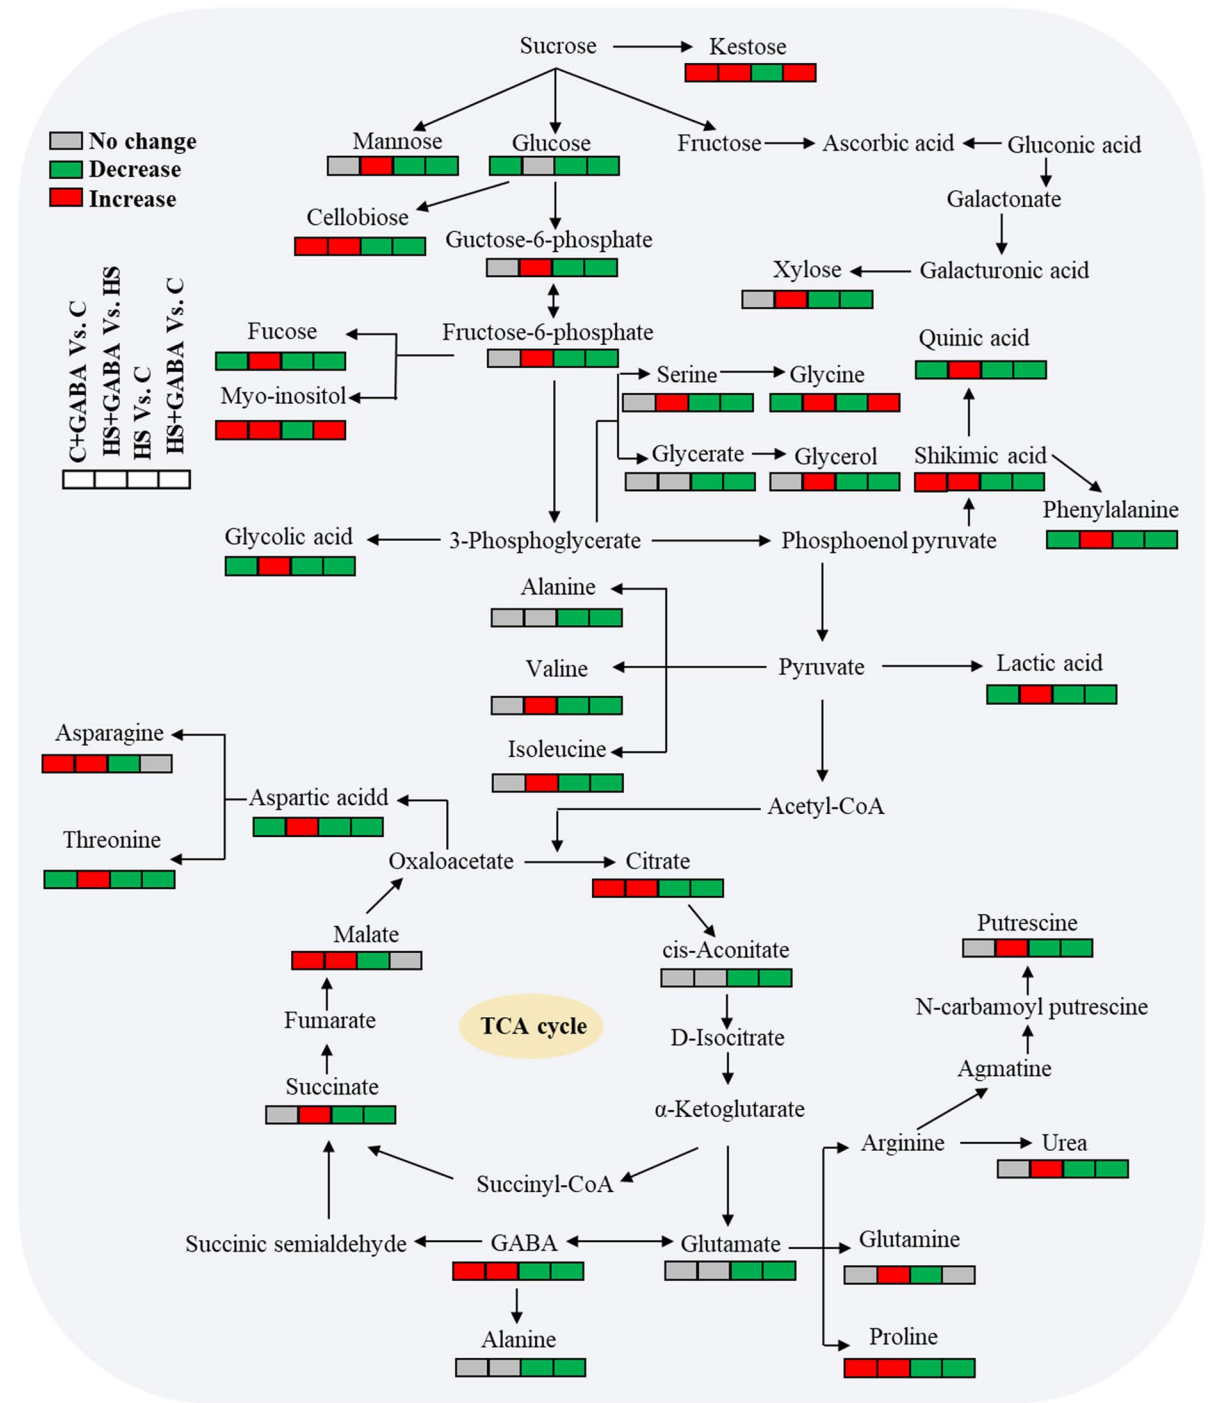 Sucrose
Kestose
No change
Decrease
Increase
Mannose
Glucose
Fructose
Ascorbic acid
Gluconic acid
Galactonate
Cellobiose
Guctose-6-phosphate
Xylose
Galacturonic acid
C+GABA Vs. C
HS+GABA Vs. HS
HS Vs. C
HS+GABA Vs. C
Fucose
Fructose-6-phosphate
Quinic acid
Myo-inositol
Serine
Glycine
Glycerate
Glycerol
Shikimic acid
Phenylalanine
Glycolic acid
3-Phosphoglycerate
Phosphoenolpyruvate
Alanine
Valine
Pyruvate
Lactic acid
Asparagine
Isoleucine
Aspartic acidd
Acetyl-CoA
Threonine
Oxaloacetate
Citrate
Malate
cis-Aconitate
Putrescine
Fumarate
TCA cycle
D-Isocitrate
N-carbamoyl putrescine
Agmatine
Succinate
α-Ketoglutarate
Arginine
Urea
Succinyl-CoA
Succinic semialdehyde
GABA
Glutamate
Glutamine
Alanine
Proline